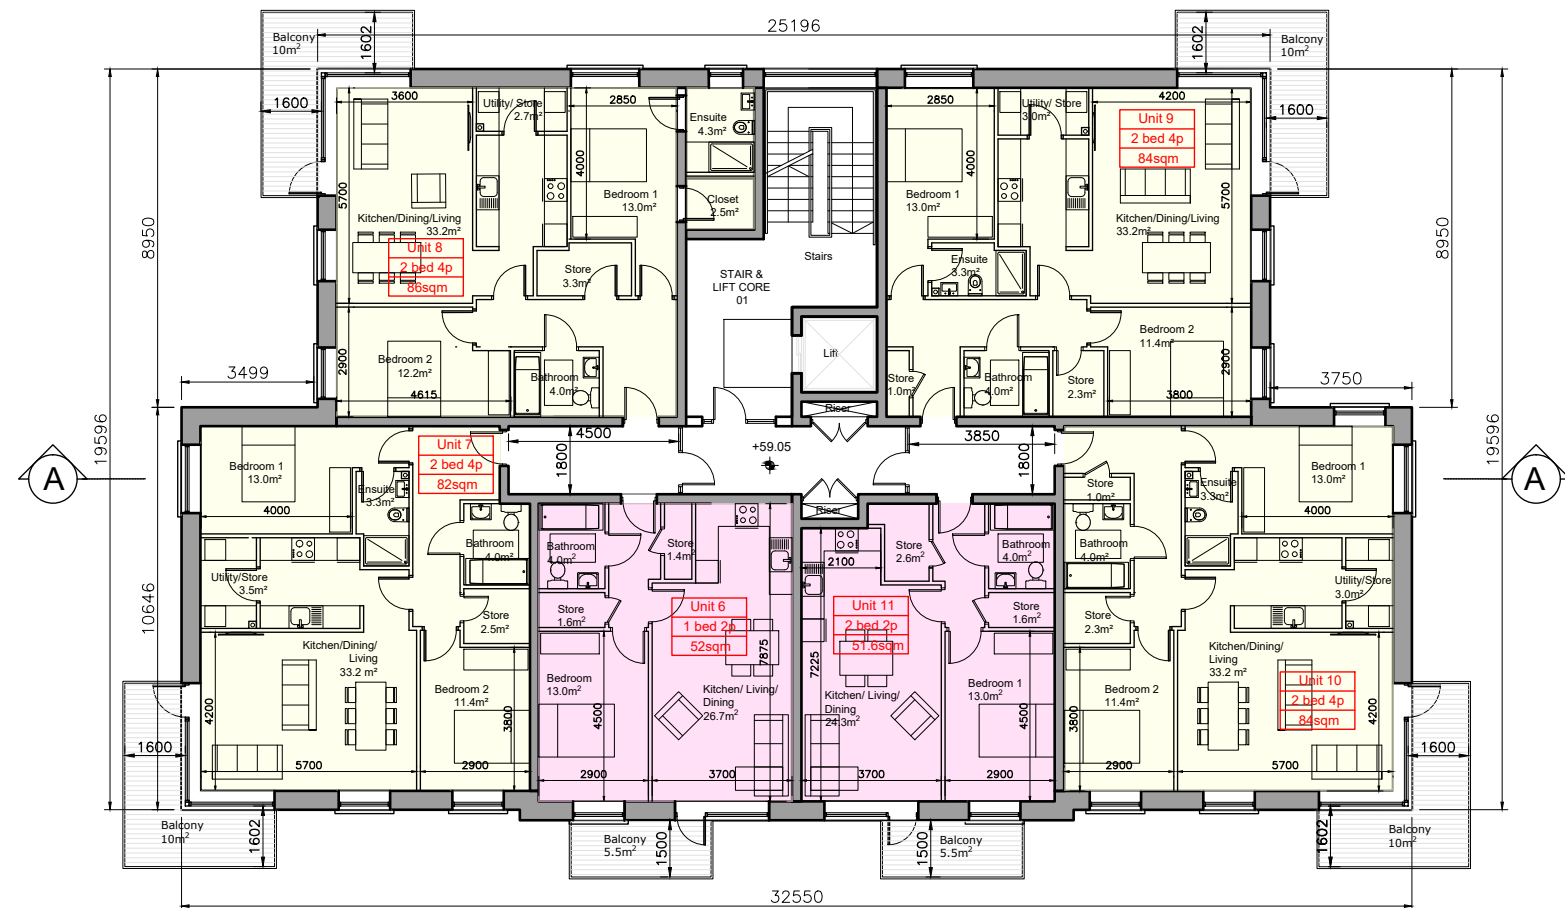 25196
Balcony
10m²
1602
1602
Balcony
10m²
1600
3600
Utility/ Store
2.7m²
2850
Ensuite
4.3m²
2850
Utility/ Store
3.0m²
4200
Unit 9
2 bed 4p
84sqm
1600
4000
4000
5700
Bedroom 1
13.0m²
Closet
2.5m²
Bedroom 1
13.0m²
5700
Kitchen/Dining/Living
33.2m²
Kitchen/Dining/Living
33.2m²
8950
8950
Unit 8
2 bed 4p
86sqm
Store
3.3m²
STAIR &
LIFT CORE
01
Stairs
Ensuite
3.3m²
Lift
Bedroom 2
12.2m²
2900
4615
Bathroom
4.0m²
Store
1.0m²
Bathroom
4.0m²
Store
2.3m²
Bedroom 2
11.4m²
2900
3800
3499
3750
Riser
19596
19596
4500
1800
+59.05
3850
1800
Unit 7
2 bed 4p
82sqm
A
A
Bedroom 1
13.0m²
Ensuite
3.3m²
4000
Store
1.0m²
Ensuite
3.3m²
Bedroom 1
13.0m²
4000
Riser
Bathroom
4.0m²
Bathroom
4.0m²
Store
1.4m²
2100
Store
2.6m²
Bathroom
4.0m²
Bathroom
4.0m²
Utility/Store
3.5m²
Utility/Store
3.0m²
10646
Store
2.5m²
Store
1.6m²
Unit 6
1 bed 2p
52sqm
7875
7225
Unit 11
2 bed 2p
51.6sqm
Store
1.6m²
Store
2.3m²
Kitchen/Dining/
Living
33.2 m²
Kitchen/Dining/
Living
33.2 m²
Bedroom 2
11.4m²
Bedroom
13.0m²
Kitchen/ Living/
Dining
26.7m²
Kitchen/ Living/
Dining
24.3m²
Bedroom 1
13.0m²
Bedroom 2
11.4m²
Unit 10
2 bed 4p
84sqm
4200
3800
4500
4500
3800
4200
1600
5700
2900
2900
3700
3700
2900
2900
5700
1600
Balcony
10m²
1602
Balcony
5.5m²
1500
1500
Balcony
5.5m²
1602
Balcony
10m²
32550